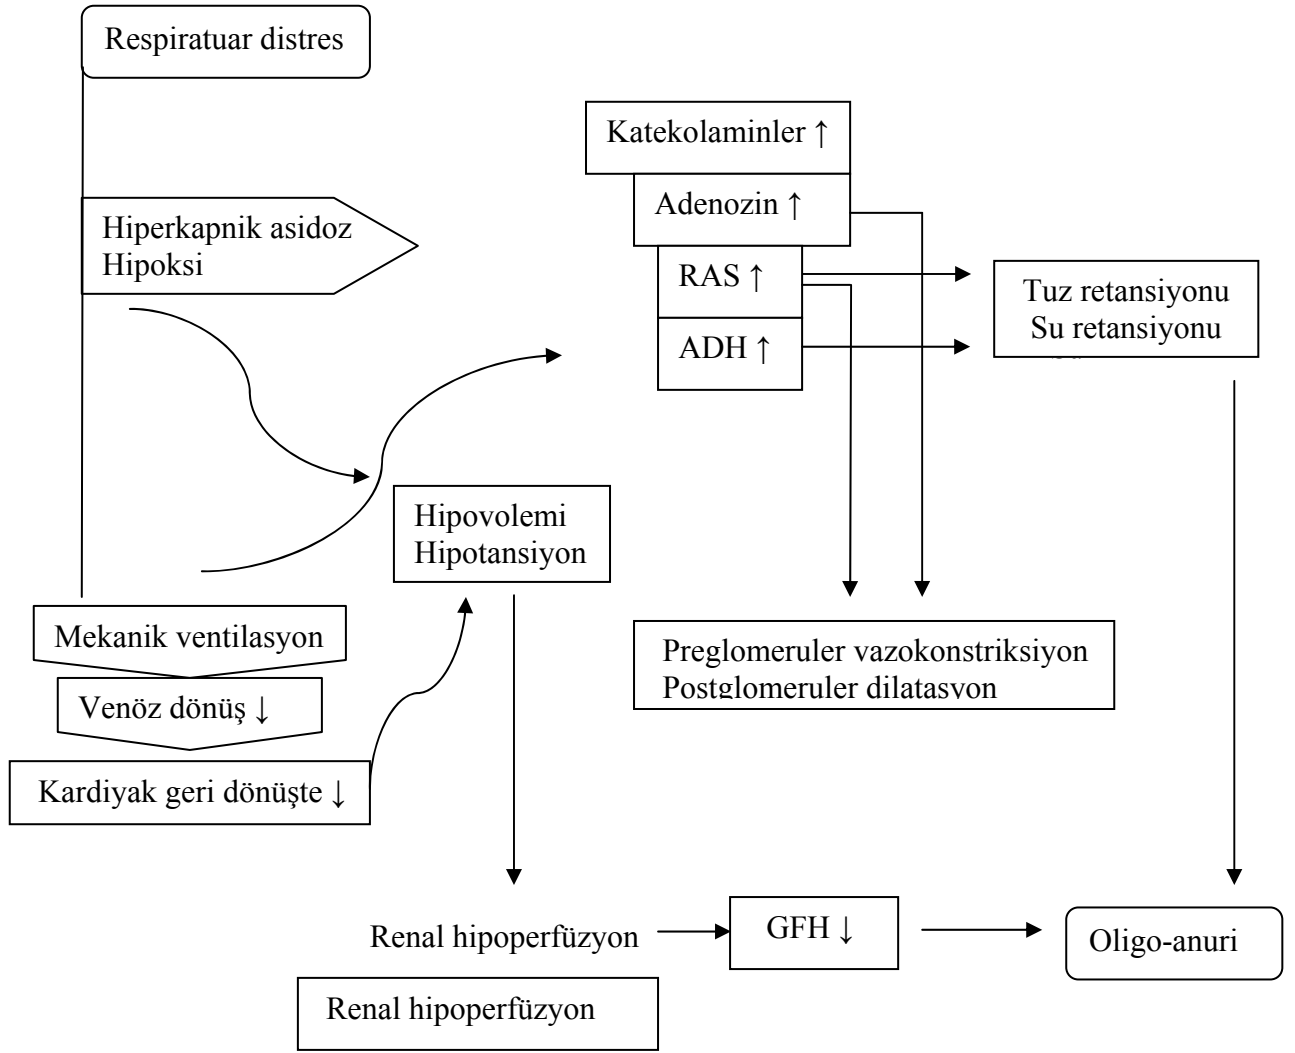 Respiratuar distres
Katekolaminler ↑
Adenozin ↑
Hiperkapnik asidoz
Hipoksi
RAS ↑
ADH ↑
Tuz retansiyonu
Su retansiyonu
Hipovolemi
Hipotansiyon
Mekanik ventilasyon
Venöz dönüş ↓
Kardiyak geri dönüşte ↓
Preglomeruler vazokonstriksiyon
Postglomeruler dilatasyon
Renal hipoperfüzyon
GFH ↓
Oligo-anuri
Renal hipoperfüzyon